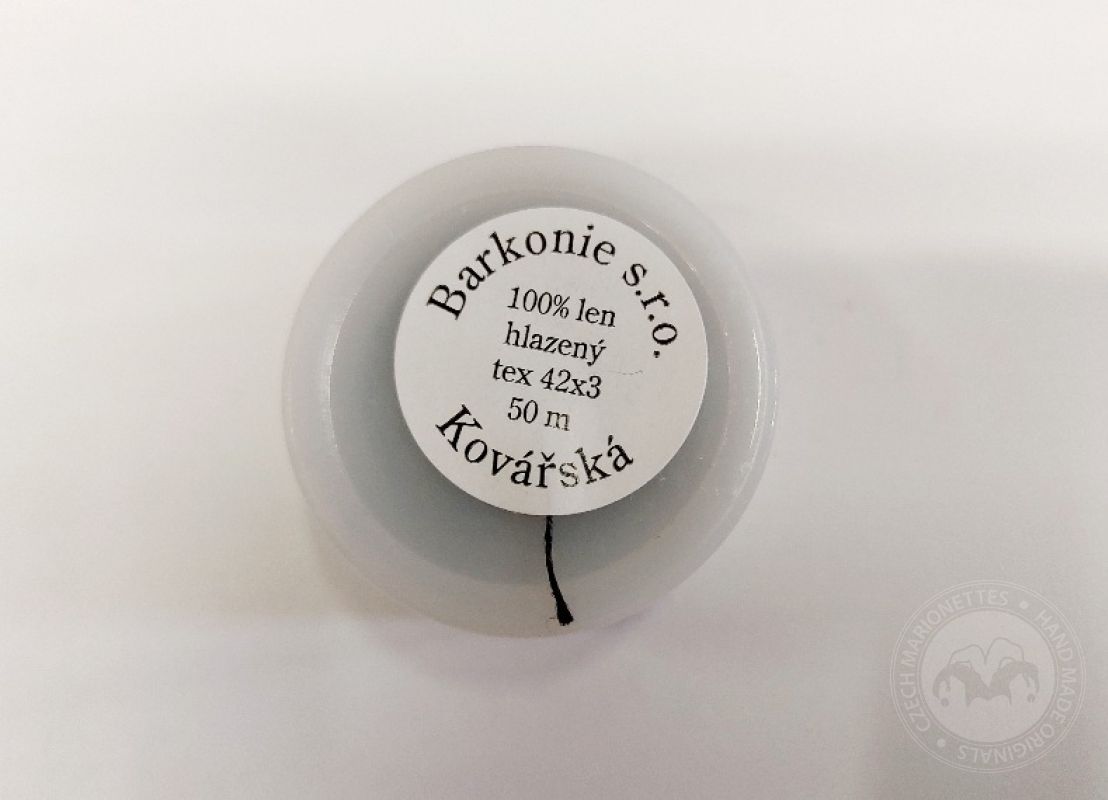 Barkonie s.r.o.
100% len
hlazený
tex 42x3
50 m
Kovářská
CZECH MARIONETTES • HAND MADE ORIGINALS •